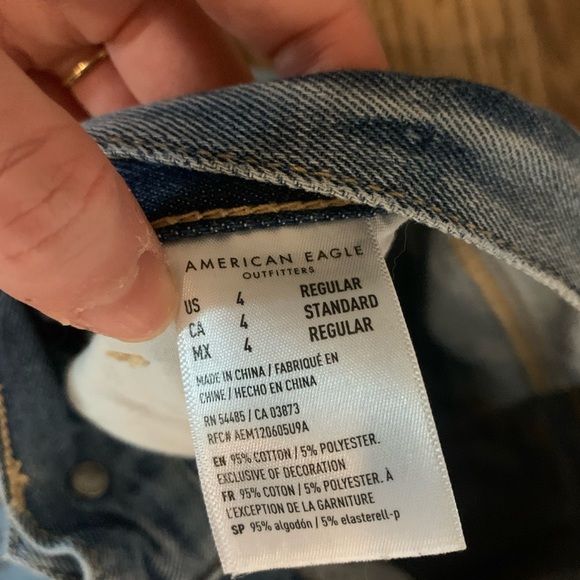 AMERICAN EAGLE
OUTFITTERS
US 4 REGULAR
CA 4 STANDARD
MX 4 REGULAR
MADE IN CHINA / FABRIQUÉ EN
CHINE / HECHO EN CHINA
RN 54485 / CA 03873
RFC# AEM120605U9A
EN 95% COTTON / 5% POLYESTER.
EXCLUSIVE OF DECORATION
FR 95% COTON / 5% POLYESTER. À
L'EXCEPTION DE LA GARNITURE
SP 95% algodón / 5% elasterell-p